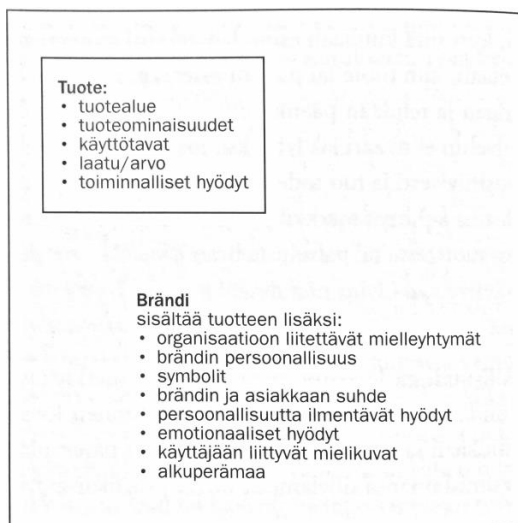 Tuote:
• tuotealue
• tuoteominaisuudet
• käyttötavat
• laatu/arvo
• toiminnalliset hyödyt
Brändi
sisältää tuotteen lisäksi:
• organisaatioon liitettävät mielleyhtymät
• brändin persoonallisuus
• symbolit
• brändin ja asiakkaan suhde
• persoonallisuutta ilmentävät hyödyt
• emotionaaliset hyödyt
• käyttäjään liittyvät mielikuvat
• alkuperämaa